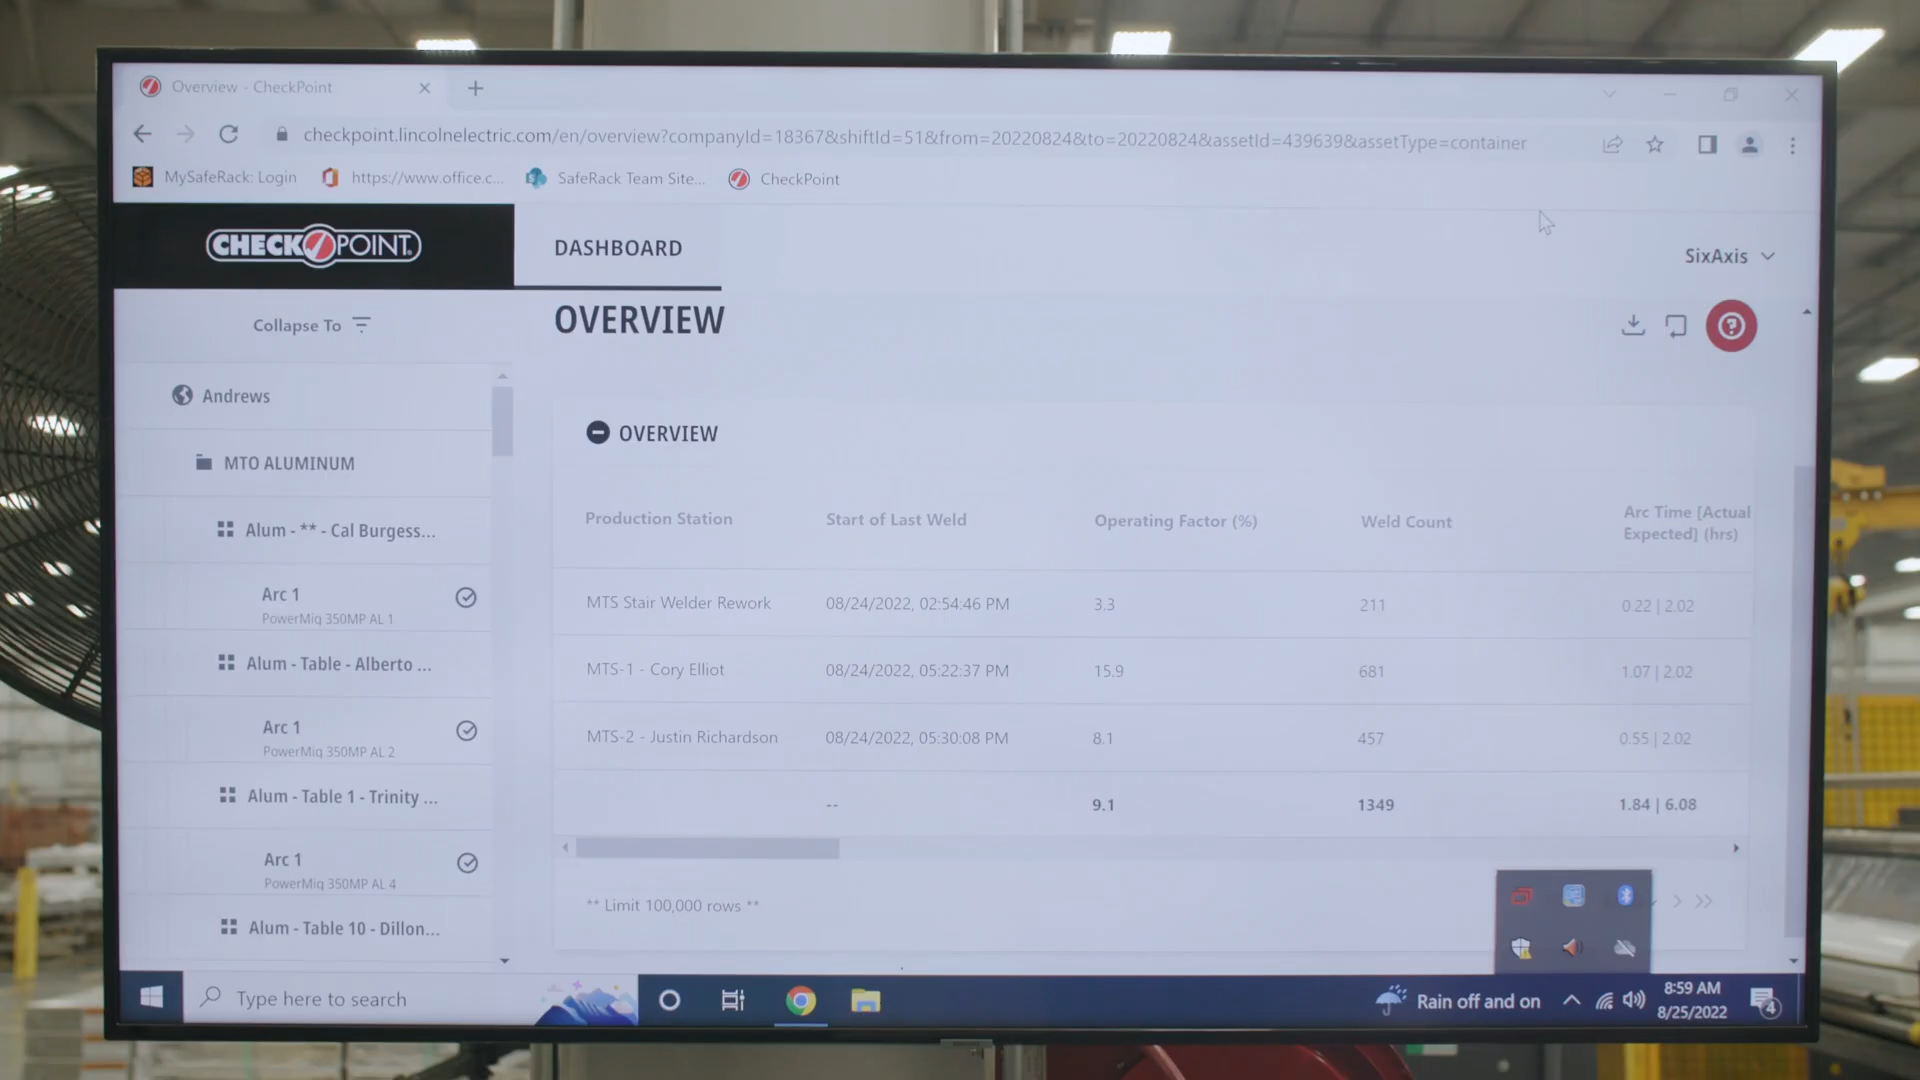 Overview - CheckPoint
checkpoint.lincolnelectric.com/en/overview?companyId=18367&shiftId=51&from=20220824&to=20220824&assetId=439639&assetType=container
MySafeRack: Login https://www.office.c... SafeRack Team Site... CheckPoint
CHECKPOINT DASHBOARD
SixAxis
Collapse To
OVERVIEW
Andrews
OVERVIEW
MTO ALUMINUM
Production Station Start of Last Weld Operating Factor (%) Weld Count Arc Time [Actual
Expected] (hrs)
Alum - ** - Cal Burgess...
Arc 1
PowerMig 350MP AL 1
MTS Stair Welder Rework 08/24/2022, 02:54:46 PM 3.3 211 0.22 | 2.02
Alum - Table - Alberto ...
MTS-1 - Cory Elliot 08/24/2022, 05:22:37 PM 15.9 681 1.07 | 2.02
Arc 1
PowerMig 350MP AL 2
MTS-2 - Justin Richardson 08/24/2022, 05:30:08 PM 8.1 457 0.55 | 2.02
Alum - Table 1 - Trinity ...
-- 9.1 1349 1.84 | 6.08
Arc 1
PowerMig 350MP AL 4
** Limit 100,000 rows **
Alum - Table 10 - Dillon...
Type here to search
Rain off and on
8:59 AM
8/25/2022
4